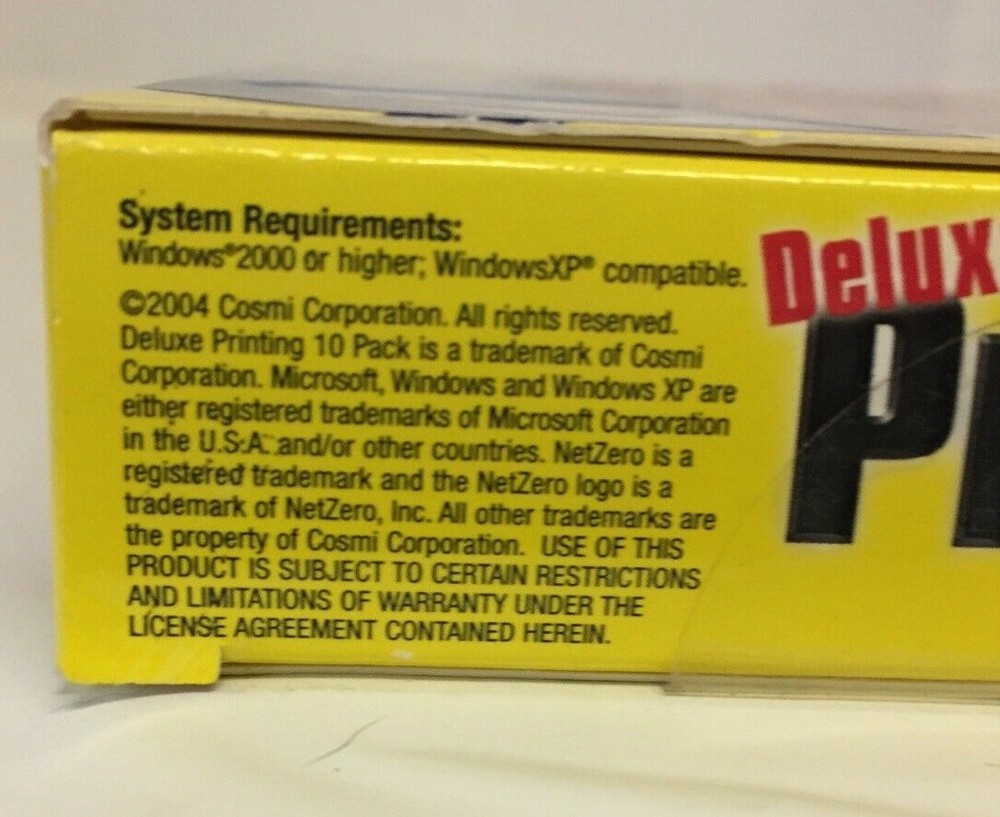 System Requirements:
Windows®2000 or higher; WindowsXP® compatible.
©2004 Cosmi Corporation. All rights reserved.
Deluxe Printing 10 Pack is a trademark of Cosmi
Corporation. Microsoft, Windows and Windows XP are
either registered trademarks of Microsoft Corporation
in the U.S.A. and/or other countries. NetZero is a
registered trademark and the NetZero logo is a
trademark of NetZero, Inc. All other trademarks are
the property of Cosmi Corporation. USE OF THIS
PRODUCT IS SUBJECT TO CERTAIN RESTRICTIONS
AND LIMITATIONS OF WARRANTY UNDER THE
LICENSE AGREEMENT CONTAINED HEREIN.
Delux
P